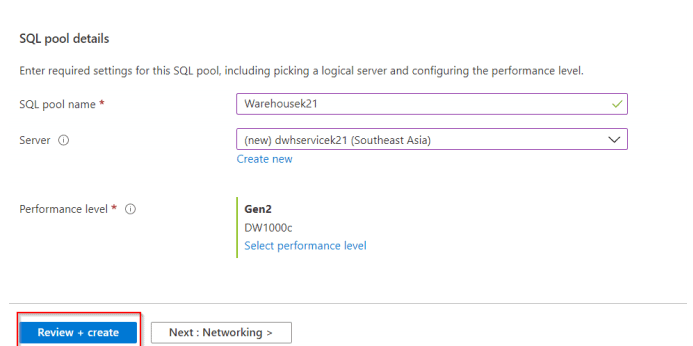 SQL pool details
Enter required settings for this SQL pool, including picking a logical server and configuring the performance level.
SQL pool name *
Warehousek21
Server
(new) dwhservicek21 (Southeast Asia)
Create new
Performance level *
Gen2
DW1000c
Select performance level
Review + create
Next : Networking >